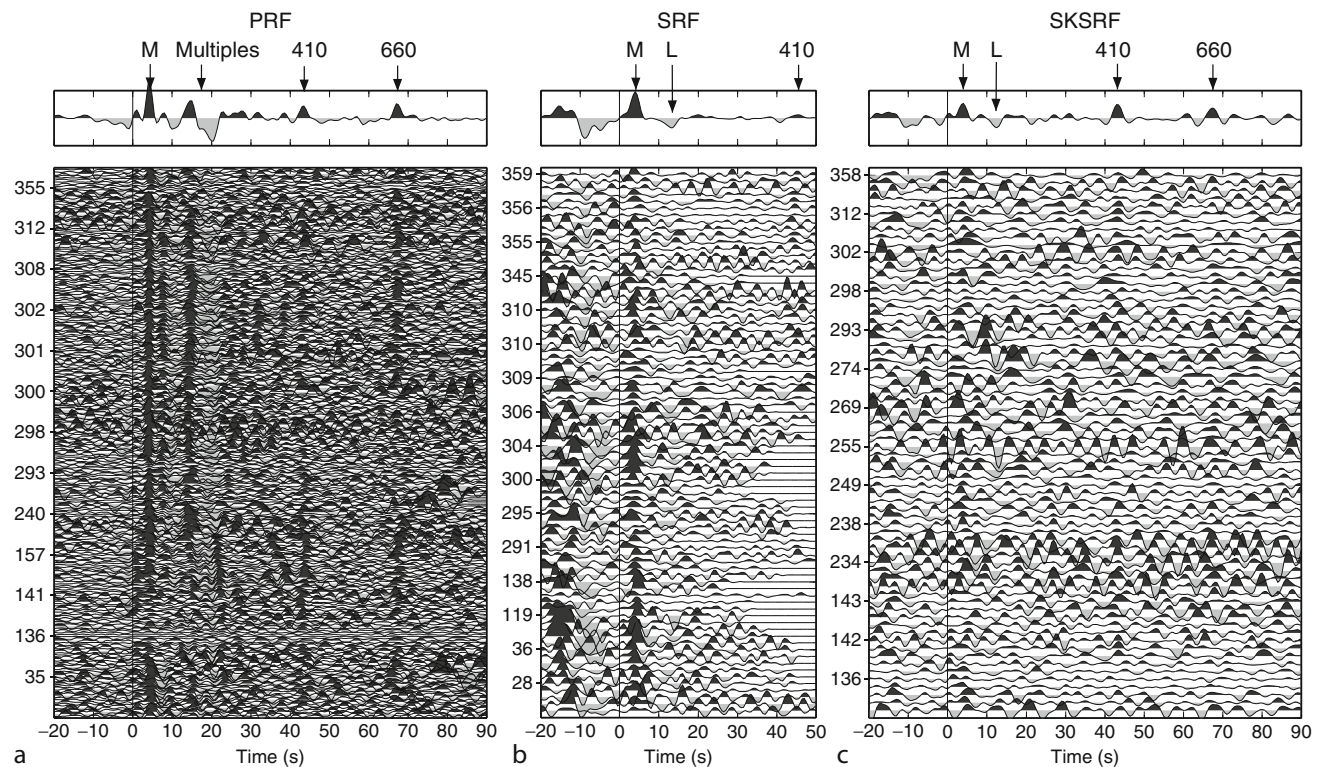 PRF
M Multiples 410 660
355
312
308
302
301
300
298
293
240
157
141
136
35
−20 −10 0 10 20 30 40 50 60 70 80 90
Time (s)
a
SRF
M L 410
359
356
355
345
310
310
309
306
304
300
295
291
138
119
36
28
−20 −10 0 10 20 30 40 50
Time (s)
b
SKSRF
M L 410 660
358
312
302
298
293
274
269
255
249
238
234
143
142
136
−20 −10 0 10 20 30 40 50 60 70 80 90
Time (s)
c